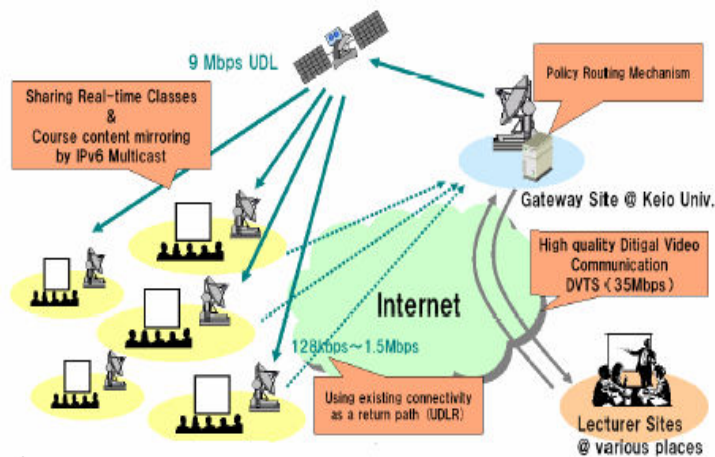 9 Mbps UDL
Policy Routing Mechanism
Sharing Real-time Classes
&
Course content mirroring
by IPv6 Multicast
Gateway Site @ Keio Univ.
High quality Ditigal Video
Communication
DVTS (35Mbps)
Internet
128kbps～1.5Mbps
Using existing connectivity
as a return path (UDLR)
Lecturer Sites
@ various places